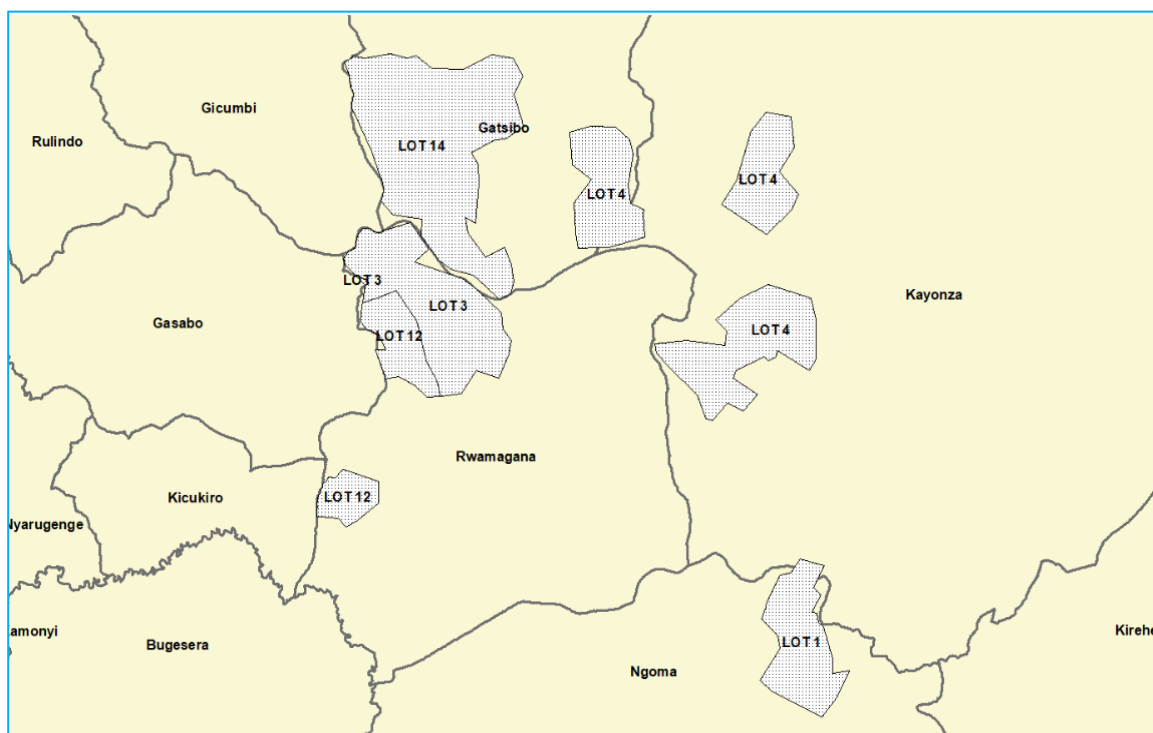 Gicumbi
Gatsibo
Rulindo
LOT 14
LOT 4
LOT 4
LOT 3
Kayonza
LOT 3
Gasabo
LOT 12
LOT 4
Rwamagana
Kicukiro
LOT 12
Nyarugenge
amonyi
Bugesera
LOT 1
Kirehe
Ngoma